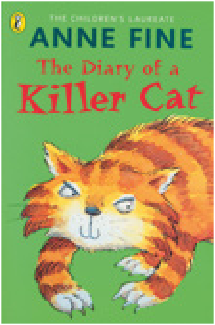 THE CHILDREN'S LAUREATE
ANNE FINE
The Diary of a
Killer Cat